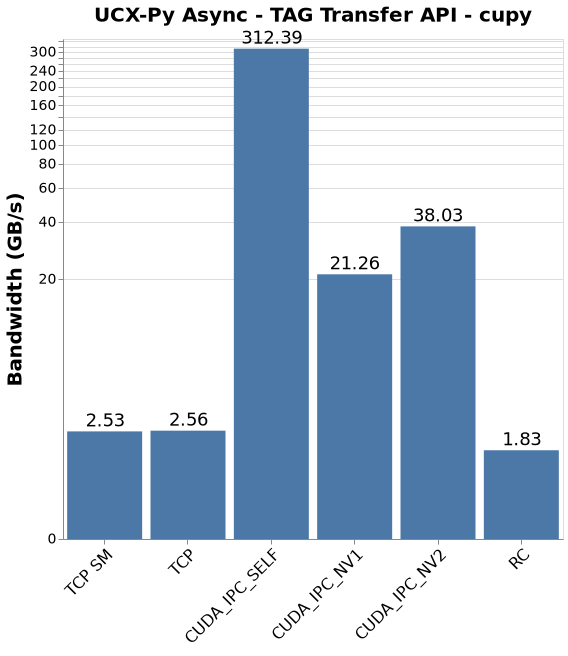 UCX-Py Async - TAG Transfer API - cupy
312.39
300
240
200
160
120
100
80
60
40
20
0
38.03
21.26
2.53
2.56
1.83
Bandwidth (GB/s)
TCP SM
TCP
CUDA_IPC_SELF
CUDA_IPC_NV1
CUDA_IPC_NV2
RC